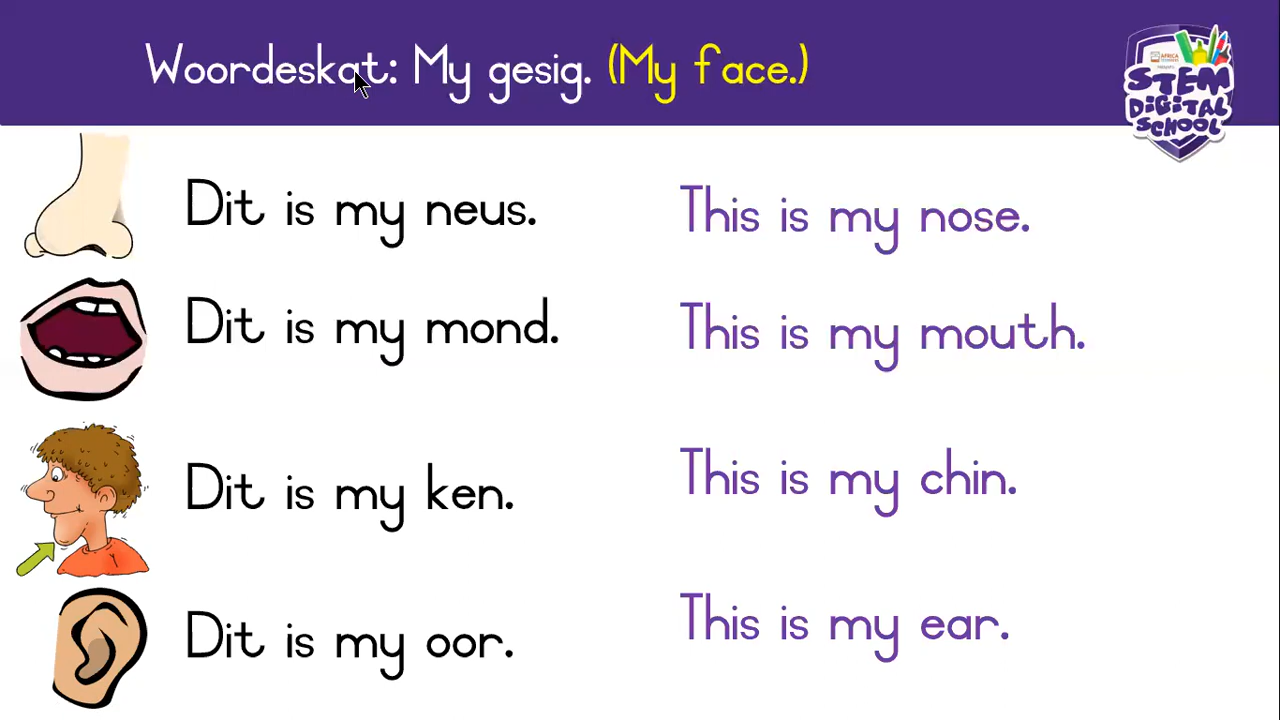 Woordeskat: My gesig. (My face.)
STEM
DIGITAL
SCHOOL
Dit is my neus.
This is my nose.
Dit is my mond.
This is my mouth.
Dit is my ken.
This is my chin.
Dit is my oor.
This is my ear.